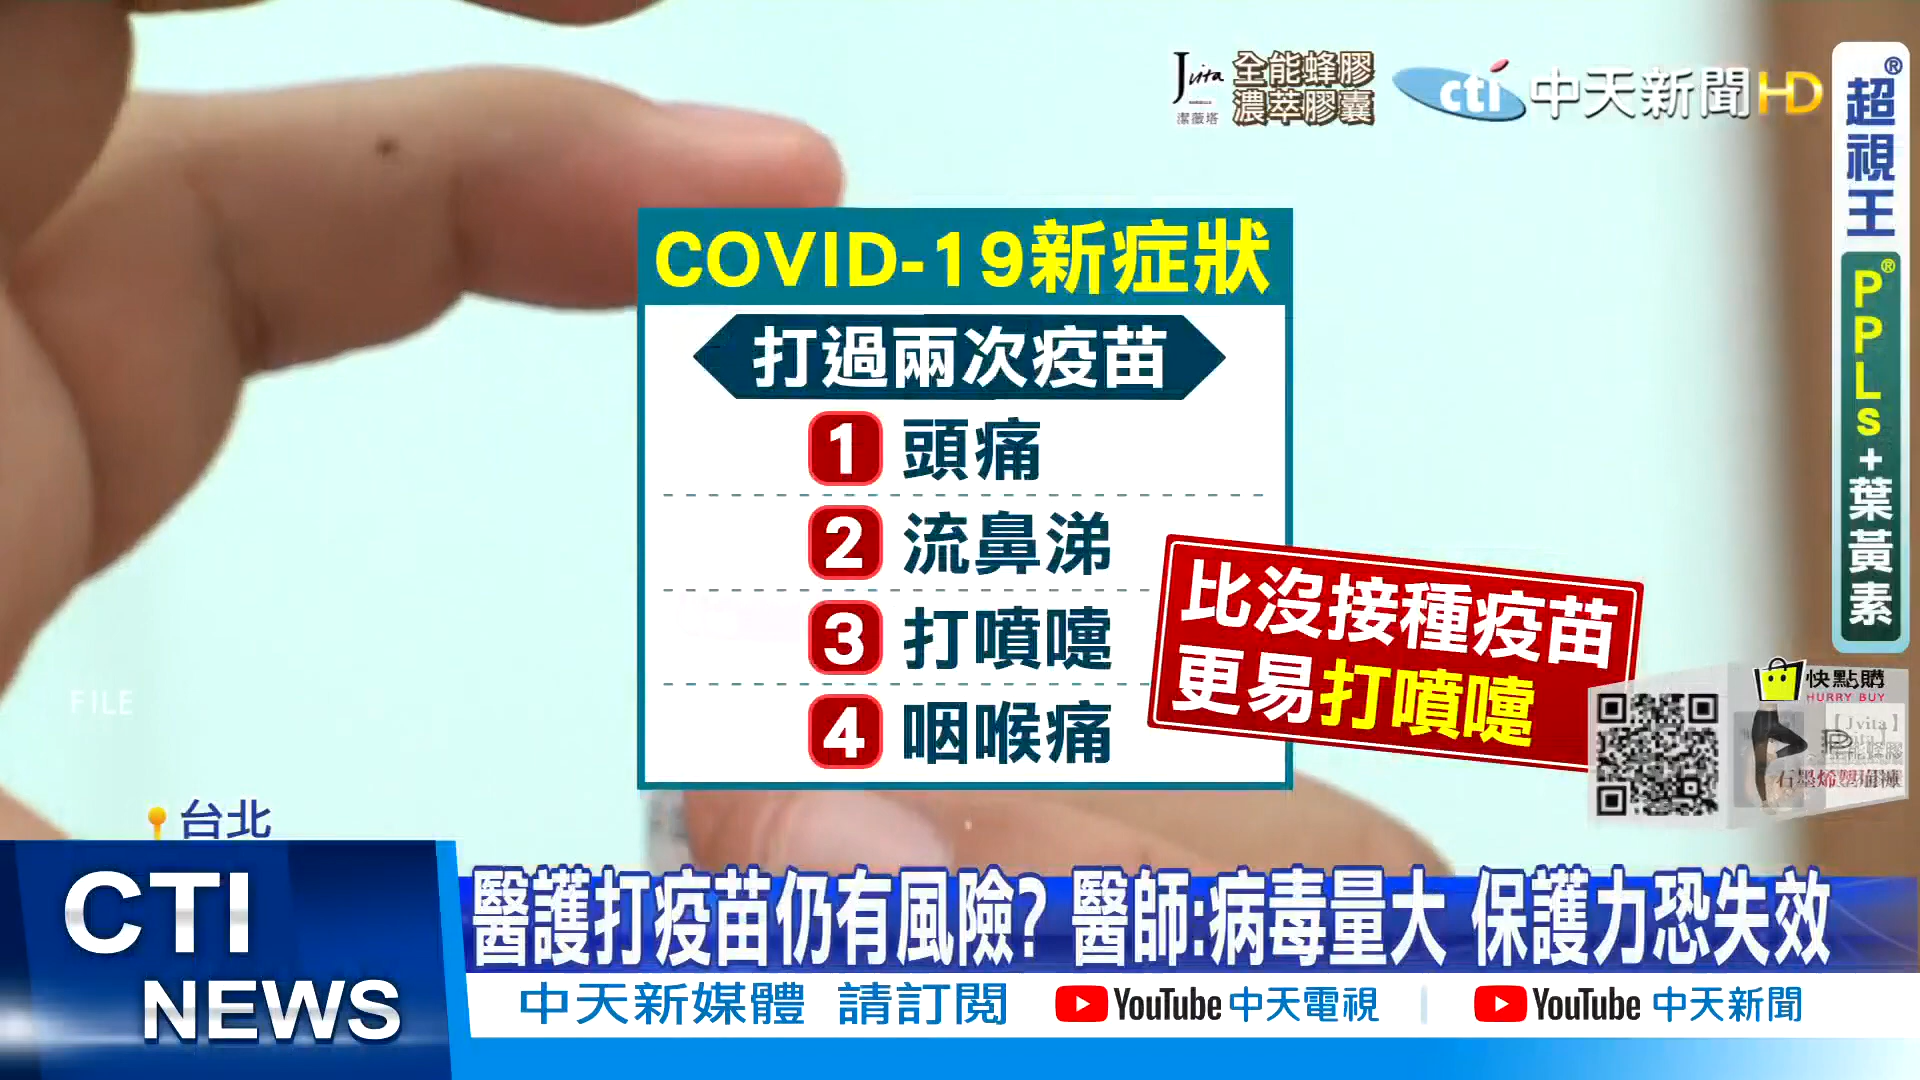 Jvita
潔薇塔
全能蜂膠
濃萃膠囊
cti 中天新聞HD
超視王®
PPLs®+葉黃素
COVID-19新症狀
打過兩次疫苗
1 頭痛
2 流鼻涕
3 打噴嚏
4 咽喉痛
比沒接種疫苗
更易打噴嚏
快點購
HURRY BUY
FILE
台北
CTI
NEWS
醫護打疫苗仍有風險? 醫師:病毒量大 保護力恐失效
中天新媒體 請訂閱 YouTube 中天電視 | YouTube 中天新聞